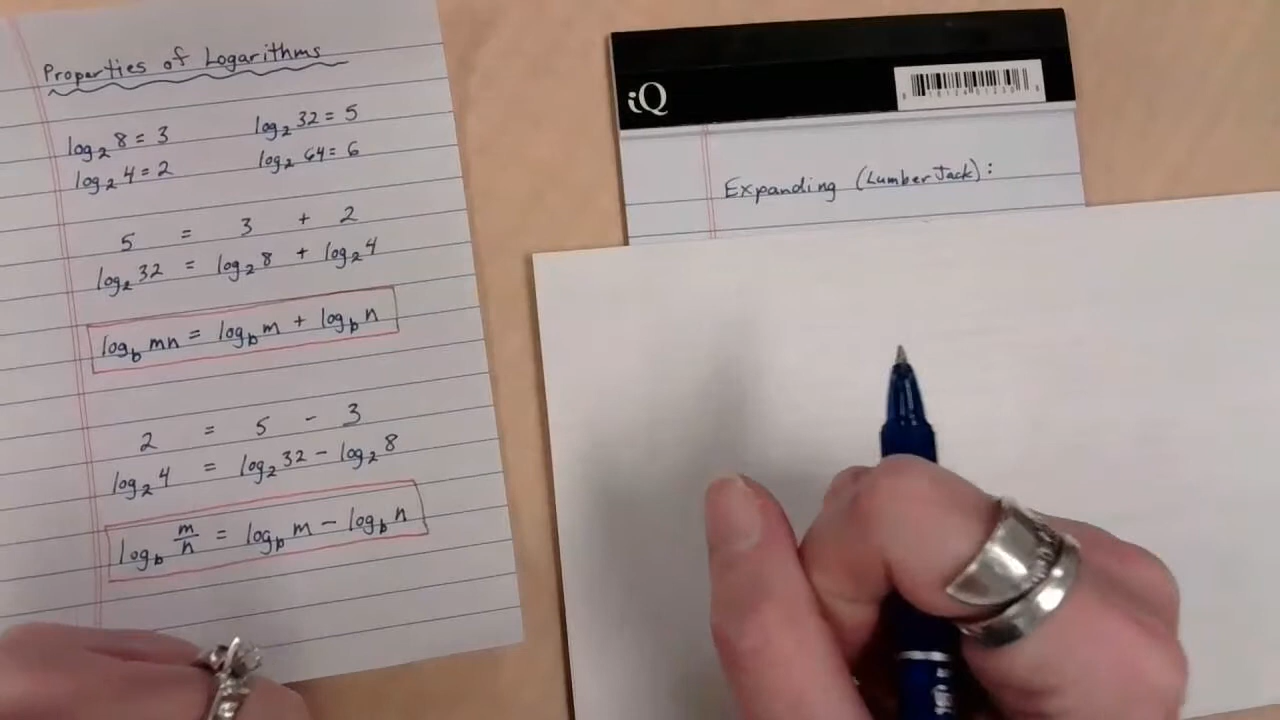 Properties of Logarithms
log₂ 8 = 3 log₂ 32 = 5
log₂ 4 = 2 log₂ 64 = 6
5 = 3 + 2
log₂ 32 = log₂ 8 + log₂ 4
log_b mn = log_b m + log_b n
2 = 5 - 3
log₂ 4 = log₂ 32 - log₂ 8
log_b m/n = log_b m - log_b n
iQ
Expanding (LumberJack):